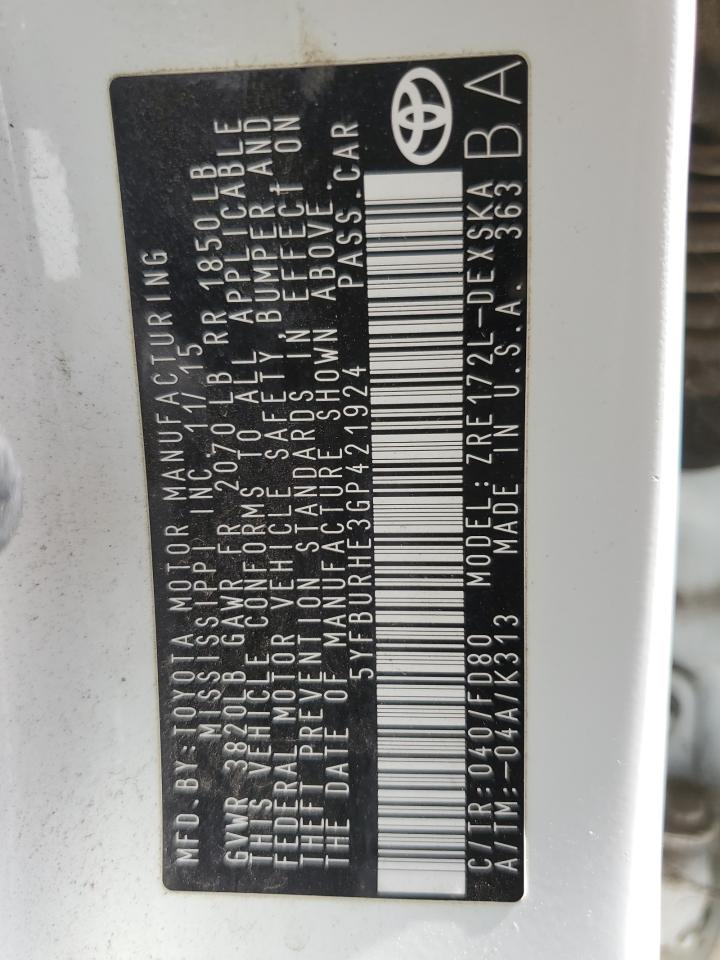 MFD.BY:TOYOTA MOTOR MANUFACTURING
MISSISSIPPI INC. 11/15
GVWR 3820LB GAWR FR 2070LB RR 1850LB
THIS VEHICLE CONFORMS TO ALL APPLICABLE
FEDERAL MOTOR VEHICLE SAFETY, BUMPER AND
THEFT PREVENTION STANDARDS IN EFFECT ON
THE DATE OF MANUFACTURE SHOWN ABOVE.
5YFBURHE3GP421924 PASS.CAR
C/TR:040/FD80 MODEL:ZRE172L-DEXSKA
A/TM:-04A/K313 MADE IN U.S.A. 363
BA